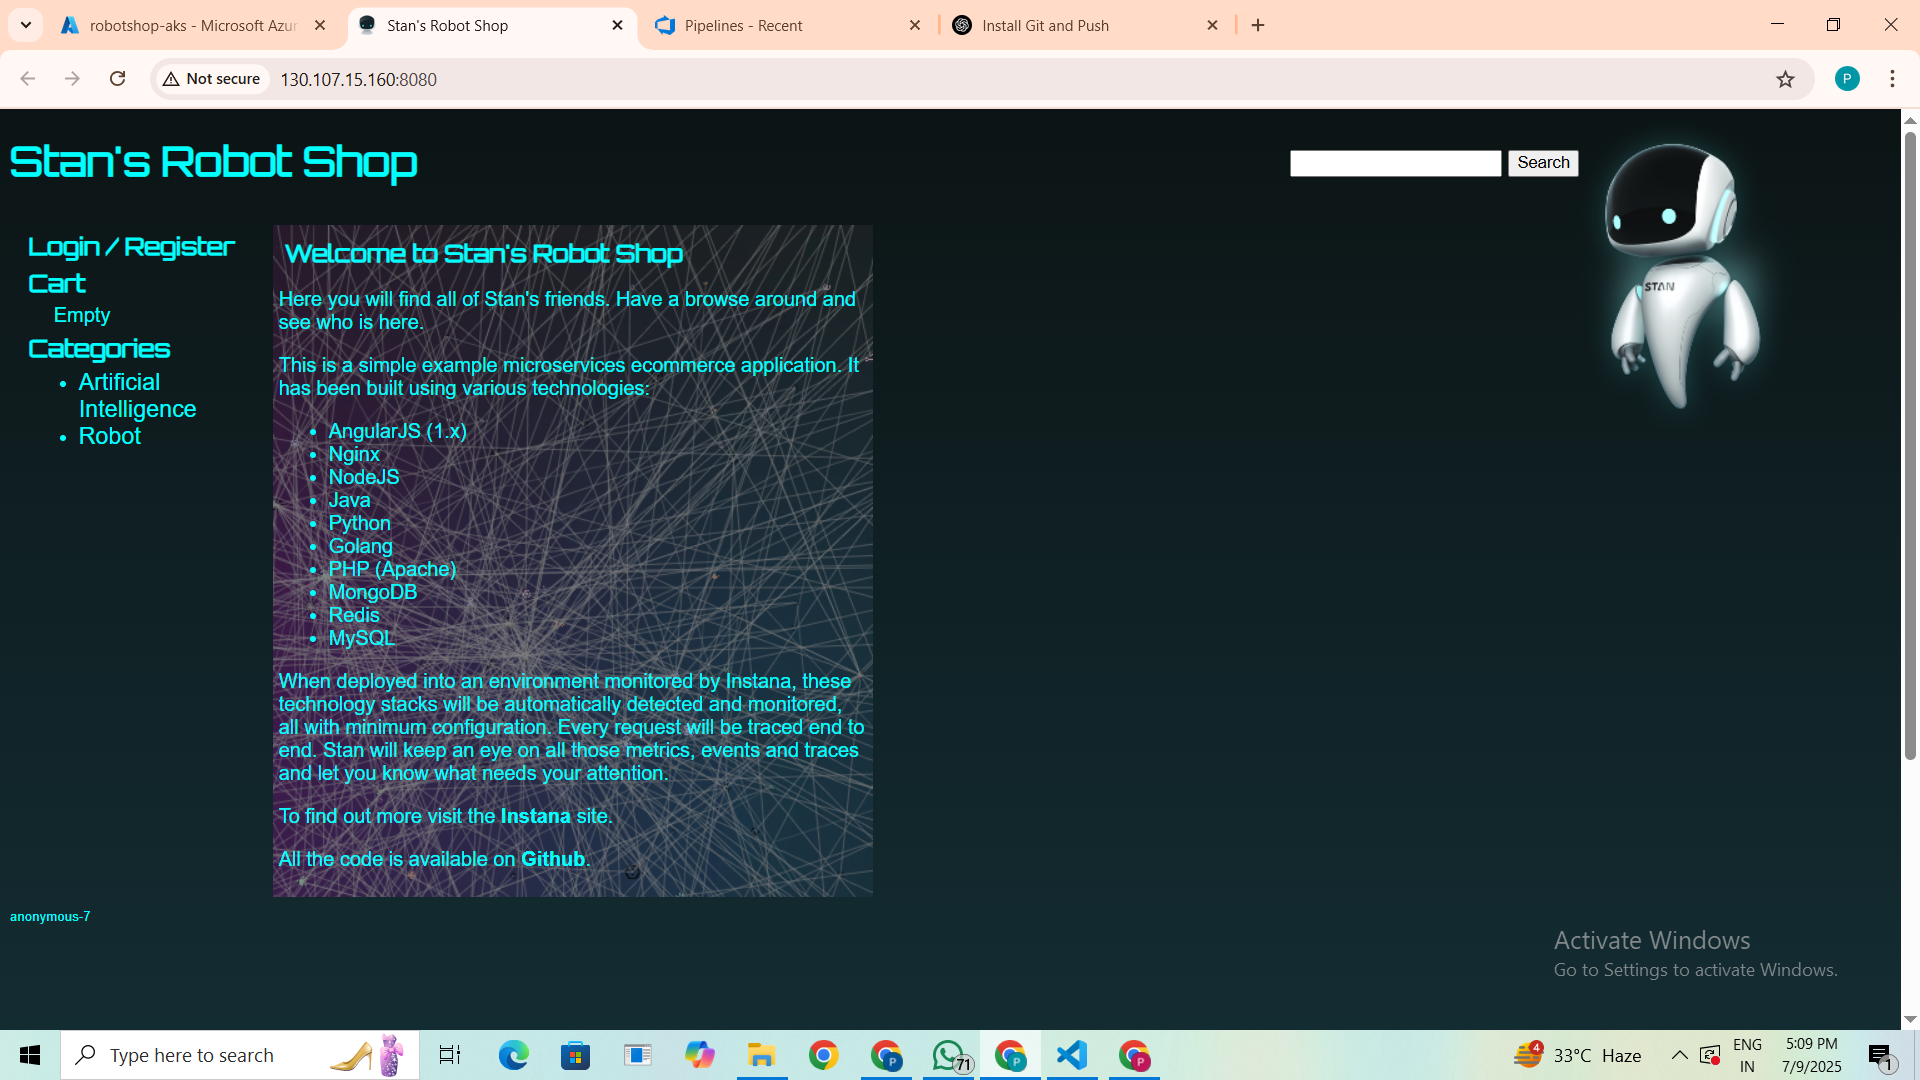 robotshop-aks - Microsoft Azur
Stan's Robot Shop
Pipelines - Recent
Install Git and Push
Not secure
130.107.15.160:8080
P
Stan's Robot Shop
Search
STAN
Login / Register
Cart
Empty
Categories
Artificial
Intelligence
Robot
Welcome to Stan's Robot Shop
Here you will find all of Stan's friends. Have a browse around and
see who is here.
This is a simple example microservices ecommerce application. It
has been built using various technologies:
AngularJS (1.x)
Nginx
NodeJS
Java
Python
Golang
PHP (Apache)
MongoDB
Redis
MySQL
When deployed into an environment monitored by Instana, these
technology stacks will be automatically detected and monitored,
all with minimum configuration. Every request will be traced end to
end. Stan will keep an eye on all those metrics, events and traces
and let you know what needs your attention.
To find out more visit the Instana site.
All the code is available on Github.
anonymous-7
Activate Windows
Go to Settings to activate Windows.
Type here to search
P
71
P
P
4
33°C Haze
ENG
IN
5:09 PM
7/9/2025
1